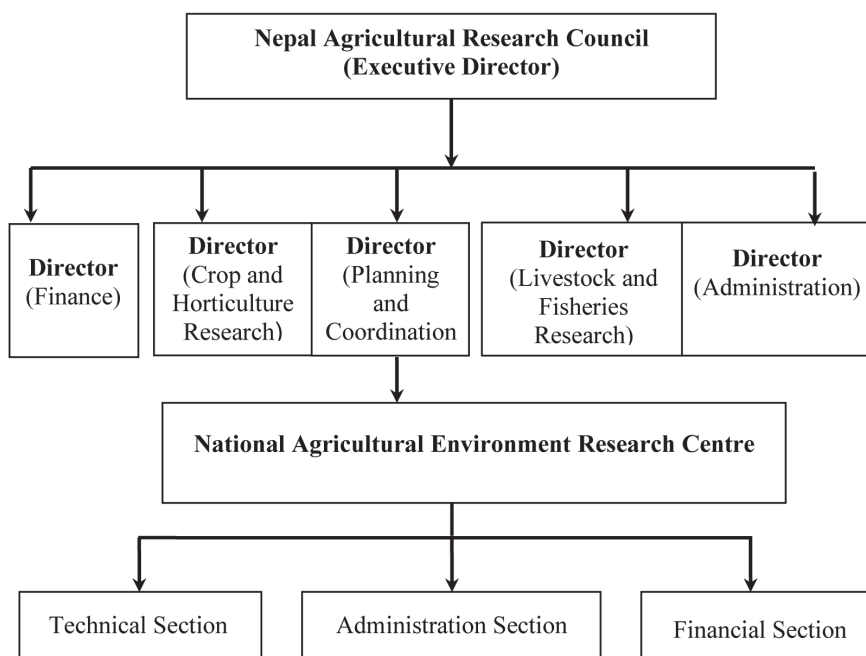 Nepal Agricultural Research Council
(Executive Director)
Director
(Finance)
Director
(Crop and
Horticulture
Research)
Director
(Planning
and
Coordination
Director
(Livestock and
Fisheries
Research)
Director
(Administration)
National Agricultural Environment Research Centre
Technical Section
Administration Section
Financial Section